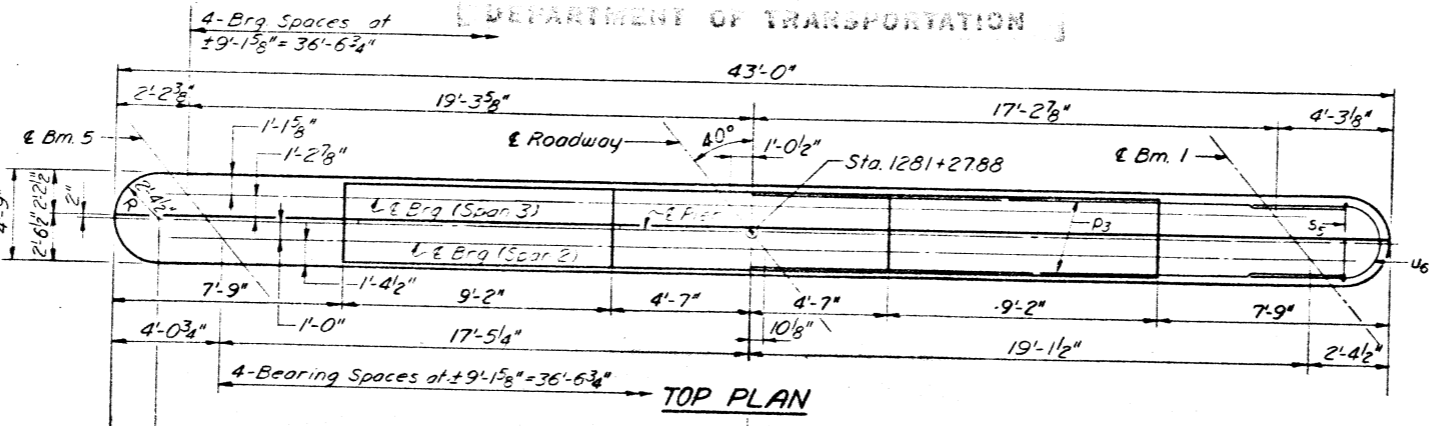 [ DEPARTMENT OF TRANSPORTATION ]
4-Brg. Spaces at
±9'-1⅝"= 36'-6¾"
43'-0"
2'-2⅜"
19'-3⅝"
17'-2⅞"
4'-3⅛"
℄ Bm. 5
1'-1⅝"
1'-2⅞"
℄ Roadway
40°
1'-0½"
Sta. 1281+27.88
℄ Bm. 1
4'-9"
2'-2½"
2'-6½"
2"
R
2'-4½"
℄ Brg (Span 3)
℄ Pier
℄ Brg (Span 2)
p3
s5
u6
1'-4½"
1'-0"
7'-9"
9'-2"
4'-7"
4'-7"
9'-2"
7'-9"
10⅛"
4'-0¾"
17'-5¼"
19'-1½"
2'-4½"
4-Bearing Spaces at ±9'-1⅝"=36'-6¾"
TOP PLAN